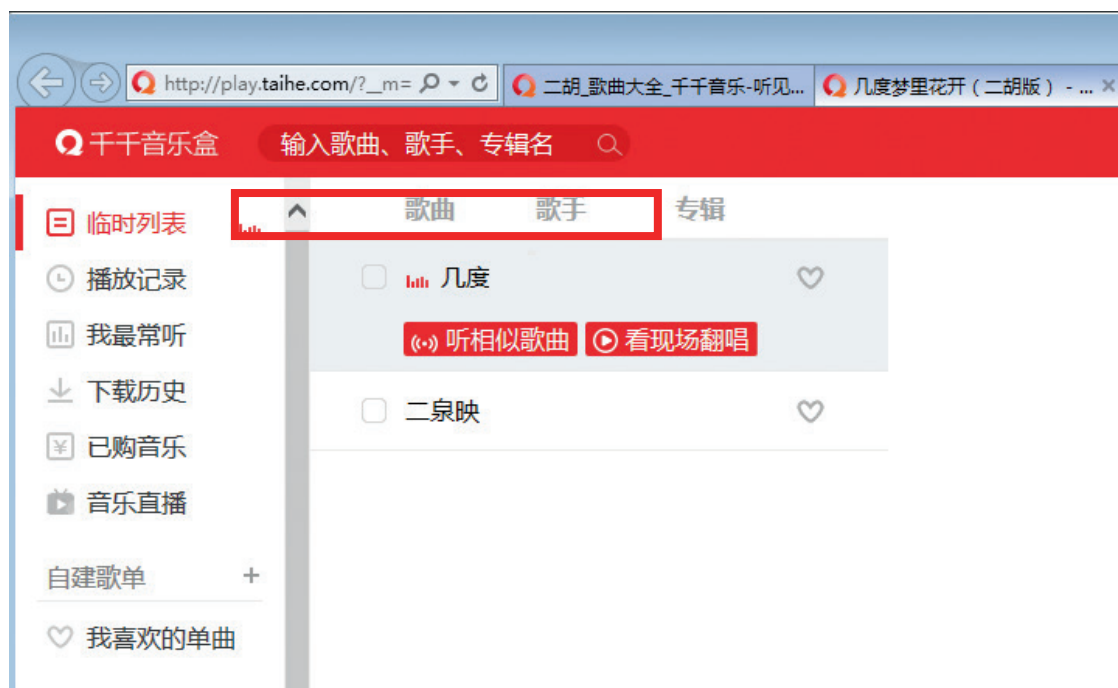 http://play.taihe.com/?__m=
二胡_歌曲大全_千千音乐-听见...
几度梦里花开（二胡版） - ...
千千音乐盒
输入歌曲、歌手、专辑名
临时列表
歌曲 歌手 专辑
播放记录
几度
我最常听
听相似歌曲 看现场翻唱
下载历史
二泉映
已购音乐
音乐直播
自建歌单 +
我喜欢的单曲